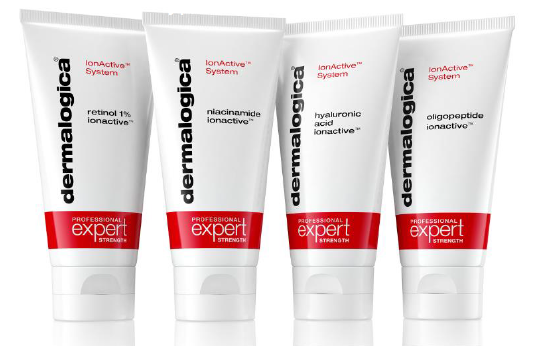 dermalogica®
IonActive™
System
retinol 1%
ionactive™
PROFESSIONAL
expert
STRENGTH
dermalogica®
IonActive™
System
niacinamide
ionactive™
PROFESSIONAL
expert
STRENGTH
dermalogica®
IonActive™
System
hyaluronic
acid
ionactive™
PROFESSIONAL
expert
STRENGTH
dermalogica®
IonActive™
System
oligopeptide
ionactive™
PROFESSIONAL
expert
STRENGTH